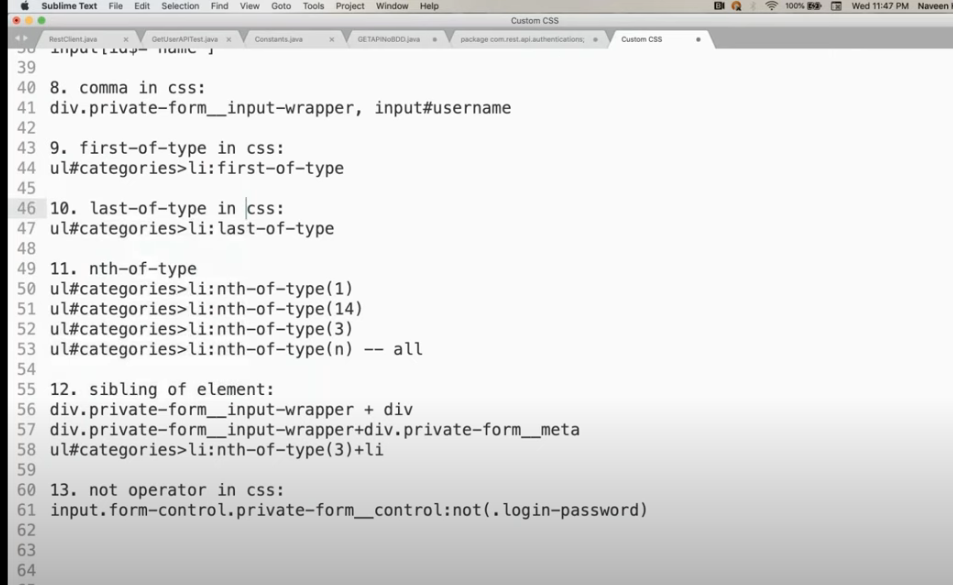 Sublime Text File Edit Selection Find View Goto Tools Project Window Help 100% Wed 11:47 PM Naveen
Custom CSS
RestClient.java GetUserAPITest.java Constants.java GETAPINoBDD.java package com.rest.api.authentications; Custom CSS
38 input[id$='name']
39
40 8. comma in css:
41 div.private-form__input-wrapper, input#username
42
43 9. first-of-type in css:
44 ul#categories>li:first-of-type
45
46 10. last-of-type in css:
47 ul#categories>li:last-of-type
48
49 11. nth-of-type
50 ul#categories>li:nth-of-type(1)
51 ul#categories>li:nth-of-type(14)
52 ul#categories>li:nth-of-type(3)
53 ul#categories>li:nth-of-type(n) -- all
54
55 12. sibling of element:
56 div.private-form__input-wrapper + div
57 div.private-form__input-wrapper+div.private-form__meta
58 ul#categories>li:nth-of-type(3)+li
59
60 13. not operator in css:
61 input.form-control.private-form__control:not(.login-password)
62
63
64